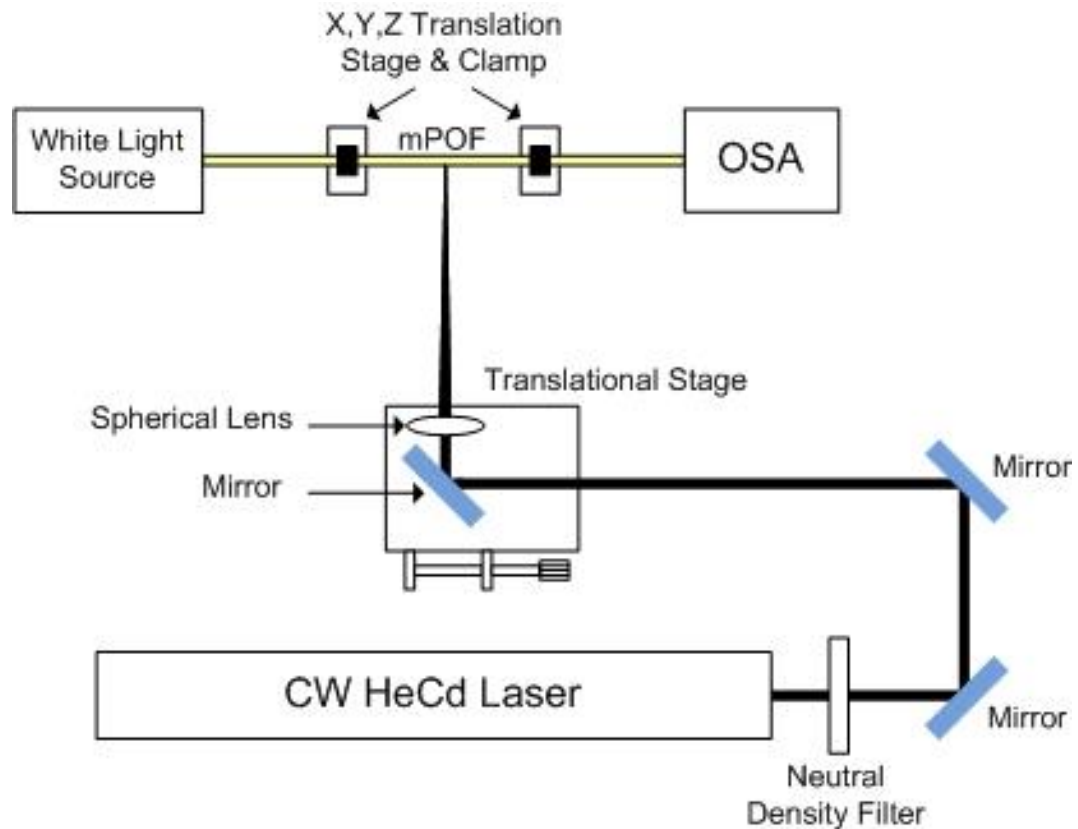 X,Y,Z Translation
Stage & Clamp
White Light
Source
mPOF
OSA
Translational Stage
Spherical Lens
Mirror
Mirror
CW HeCd Laser
Mirror
Neutral
Density Filter